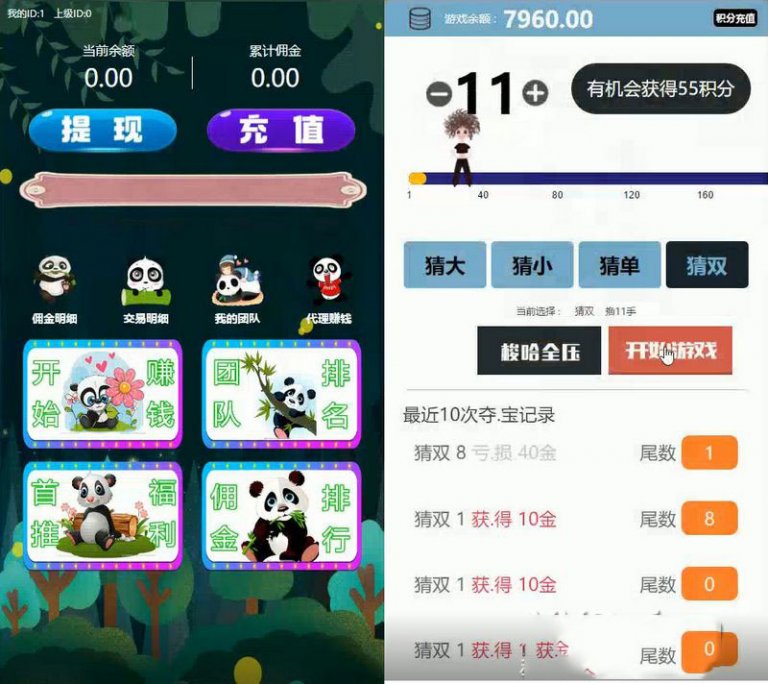 我的ID:1 上级ID:0
当前余额
累计佣金
0.00
0.00
提现
充值
佣金明细
交易明细
我的团队
代理赚钱
开始赚钱
团队排名
首推福利
佣金排行
游戏余额: 7960.00
积分充值
11
有机会获得55积分
1 40 80 120 160
猜大 猜小 猜单 猜双
当前选择: 猜双 撸11手
梭哈全压
开始游戏
最近10次夺.宝记录
猜双 8 亏.损.40金 尾数 1
猜双 1 获.得 10金 尾数 8
猜双 1 获.得 10金 尾数 0
猜双 1 获.得 1 获.金 尾数 0